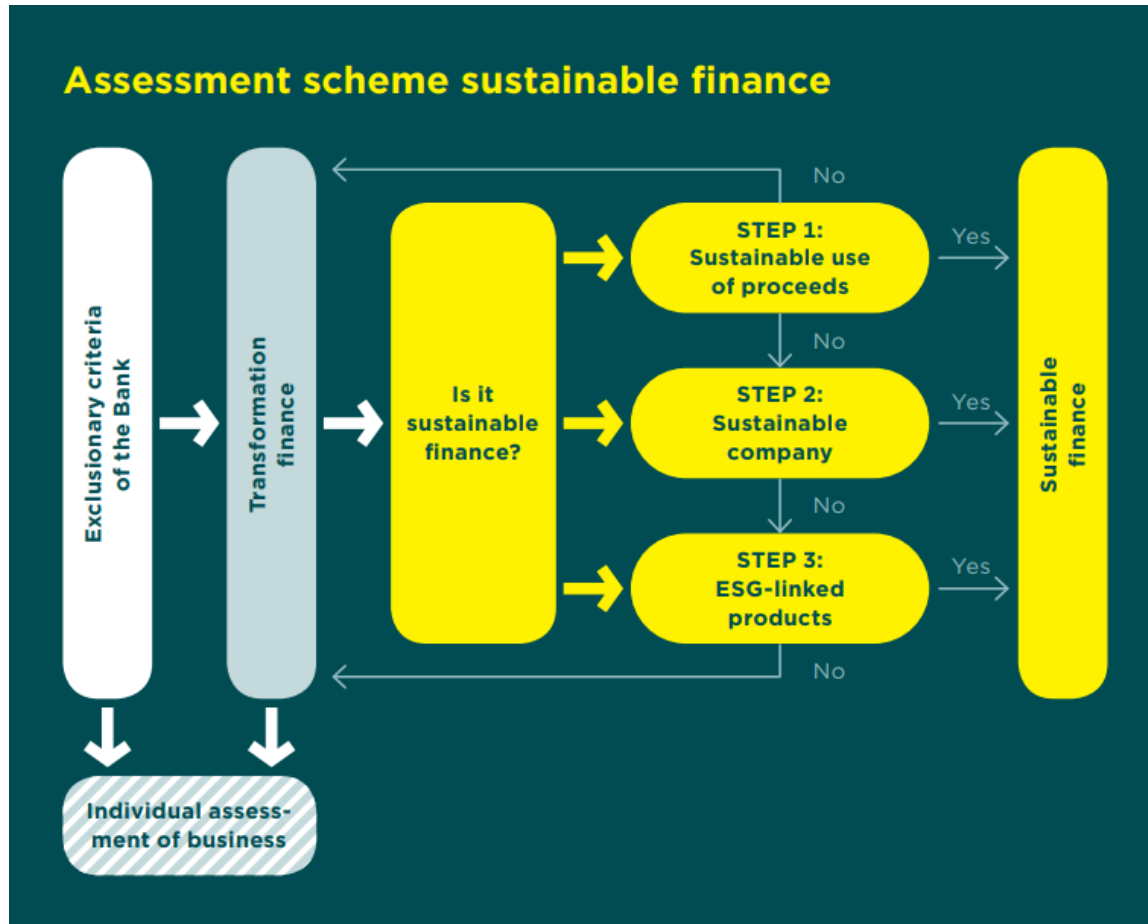 Assessment scheme sustainable finance
Exclusionary criteria
of the Bank
Transformation
finance
Is it
sustainable
finance?
No
STEP 1:
Sustainable use
of proceeds
Yes
No
STEP 2:
Sustainable
company
Yes
No
STEP 3:
ESG-linked
products
Yes
No
Sustainable
finance
Individual assess-
ment of business